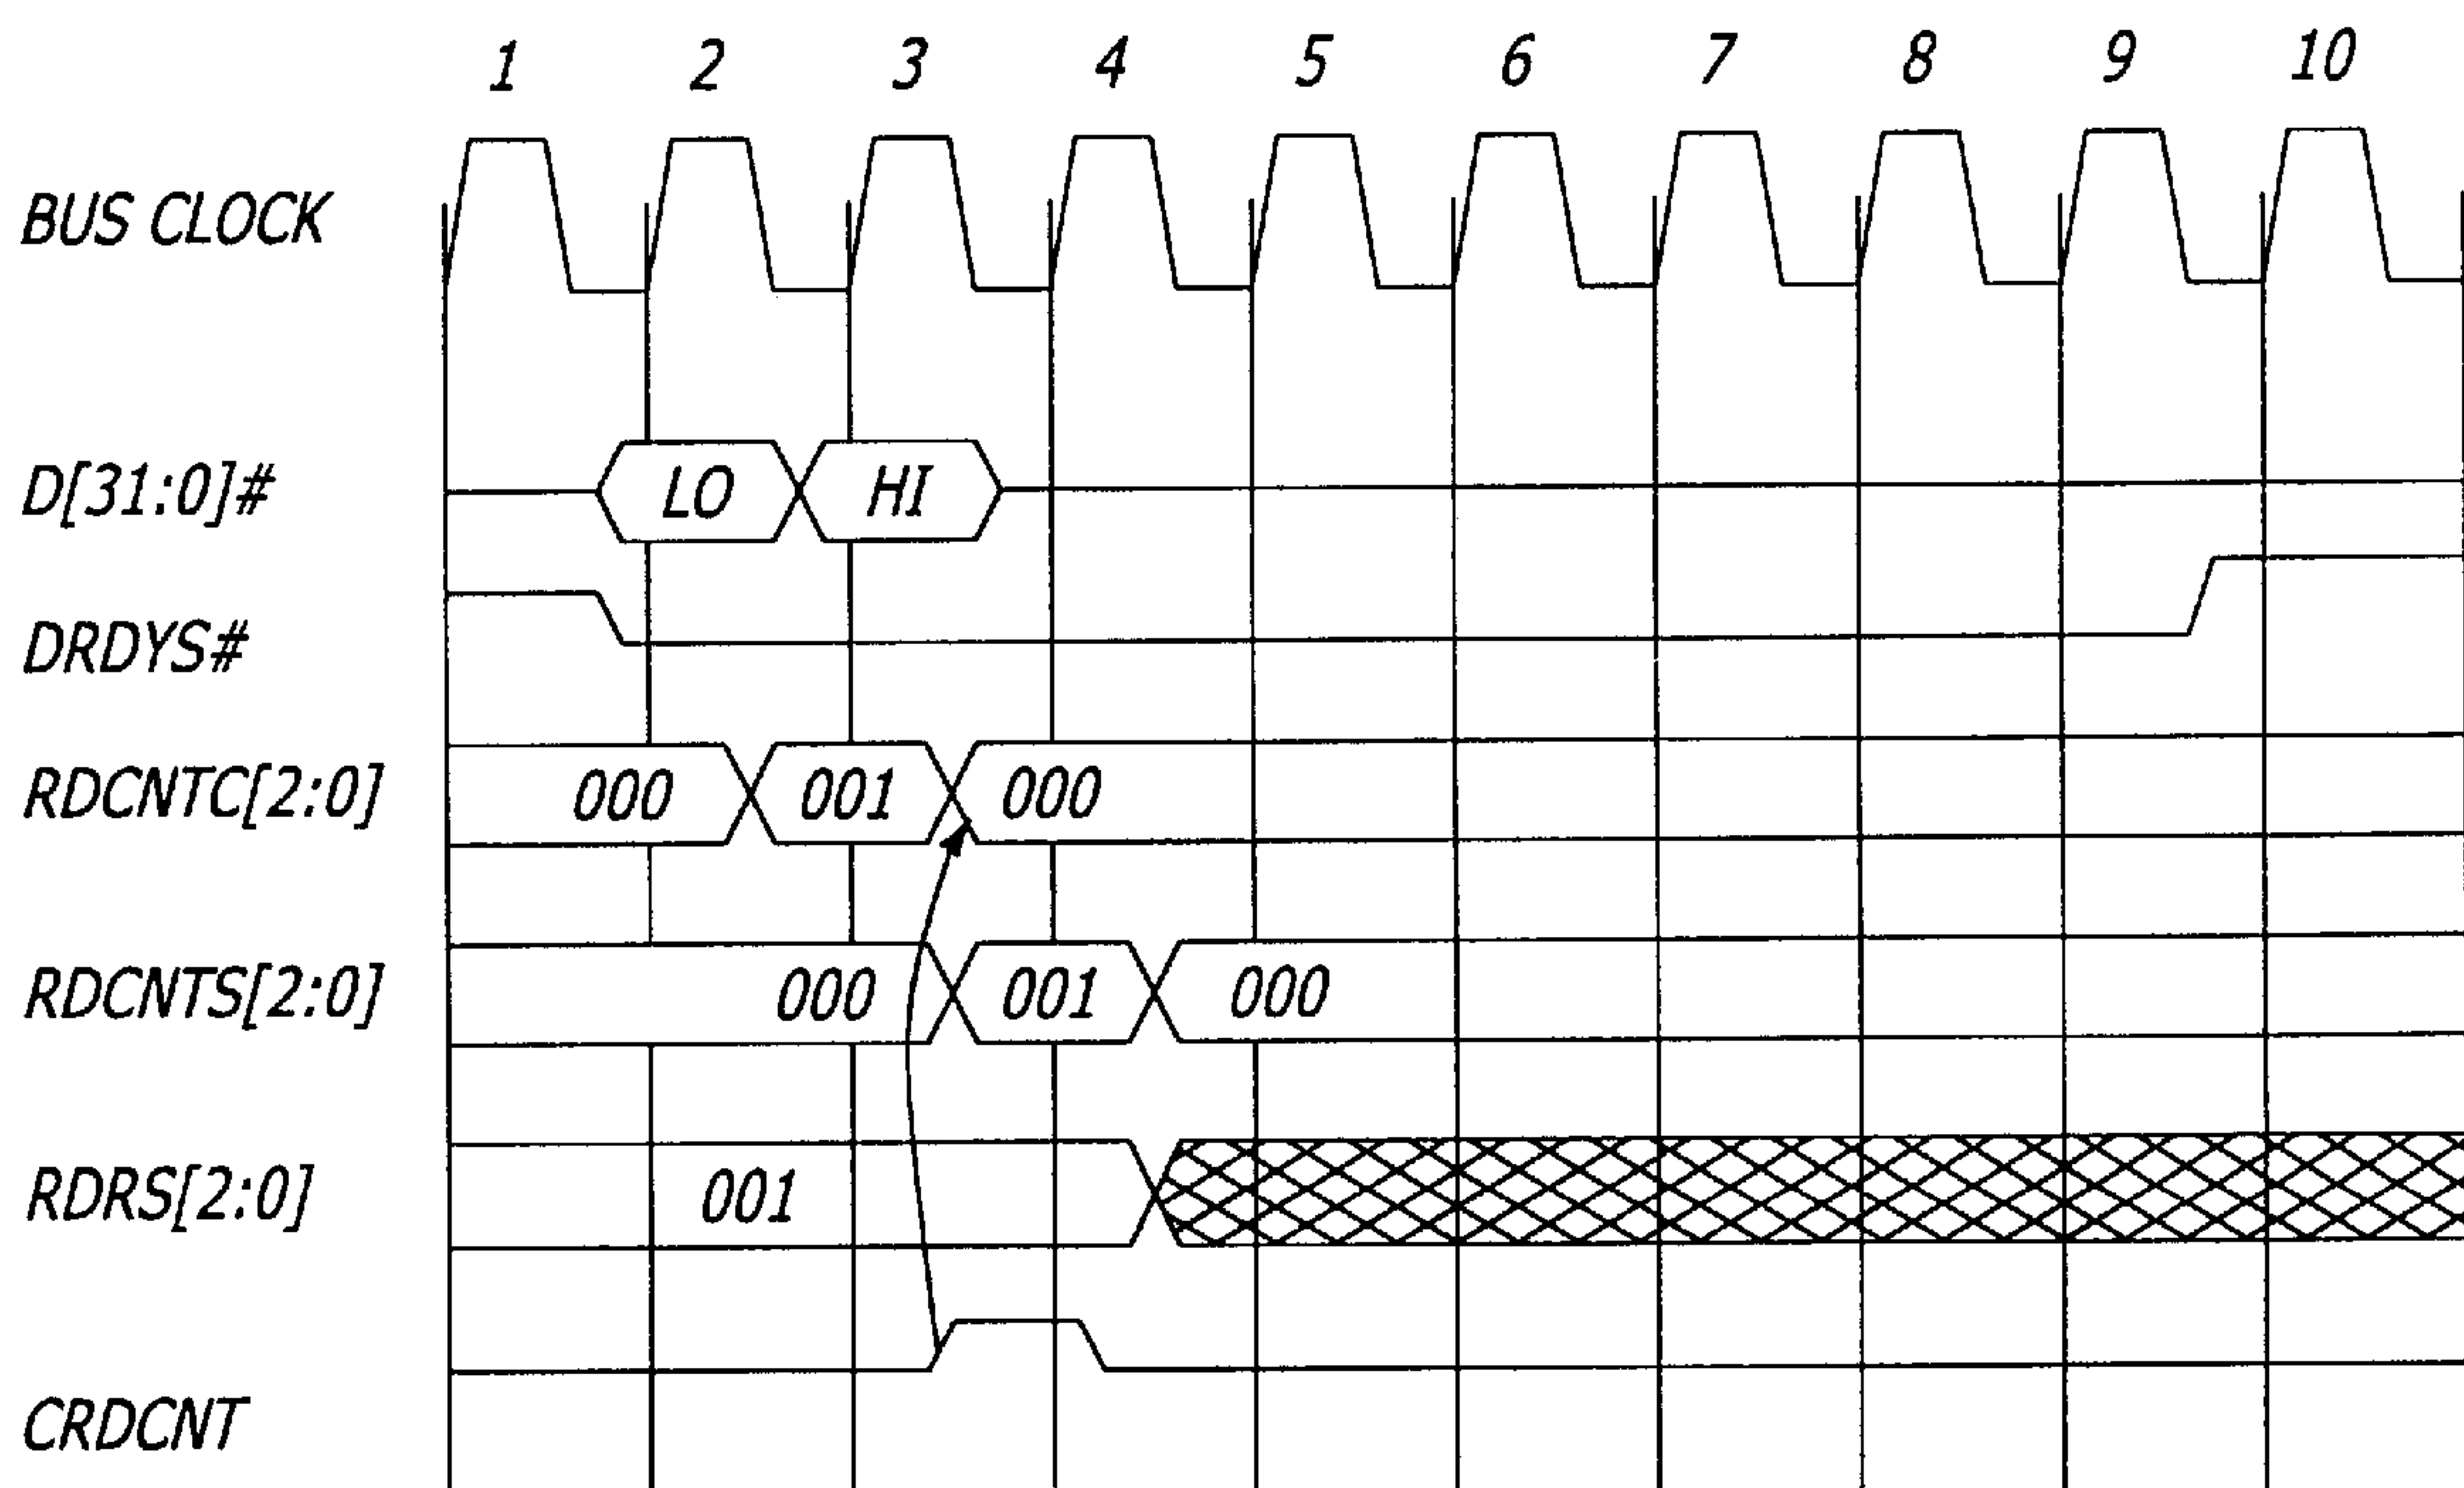 1 2 3 4 5 6 7 8 9 10
BUS CLOCK
D[31:0]# LO HI
DRDYS#
RDCNTC[2:0] 000 001 000
RDCNTS[2:0] 000 001 000
RDRS[2:0] 001
CRDCNT